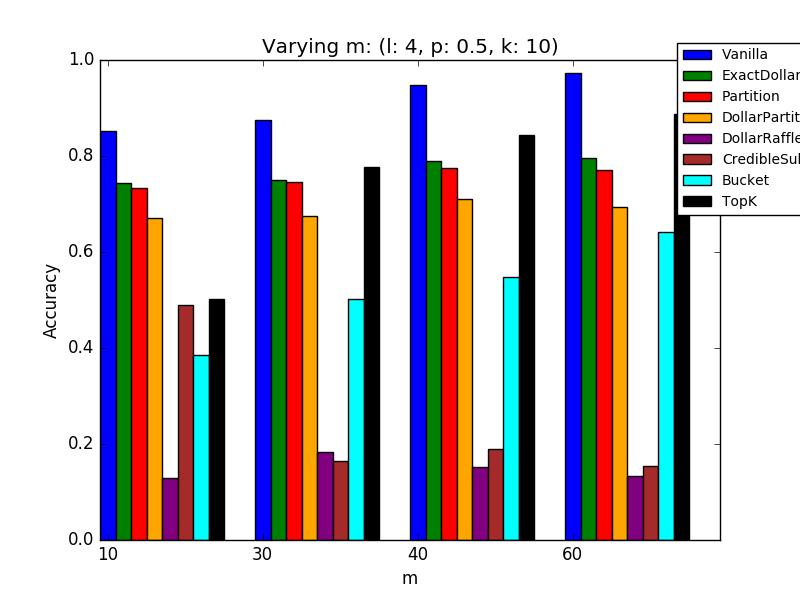 Varying m: (l: 4, p: 0.5, k: 10)
1.0
0.8
0.6
0.4
0.2
0.0
Accuracy
10 30 40 60
m
Vanilla
ExactDollar
Partition
DollarPartit
DollarRaffle
CredibleSul
Bucket
TopK